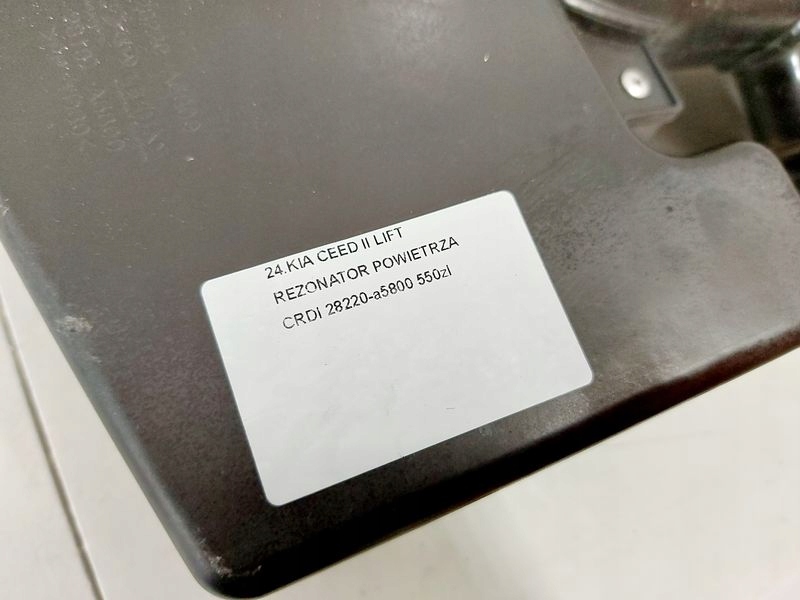 24.KIA CEED II LIFT
REZONATOR POWIETRZA
CRDI 28220-a5800 550zl